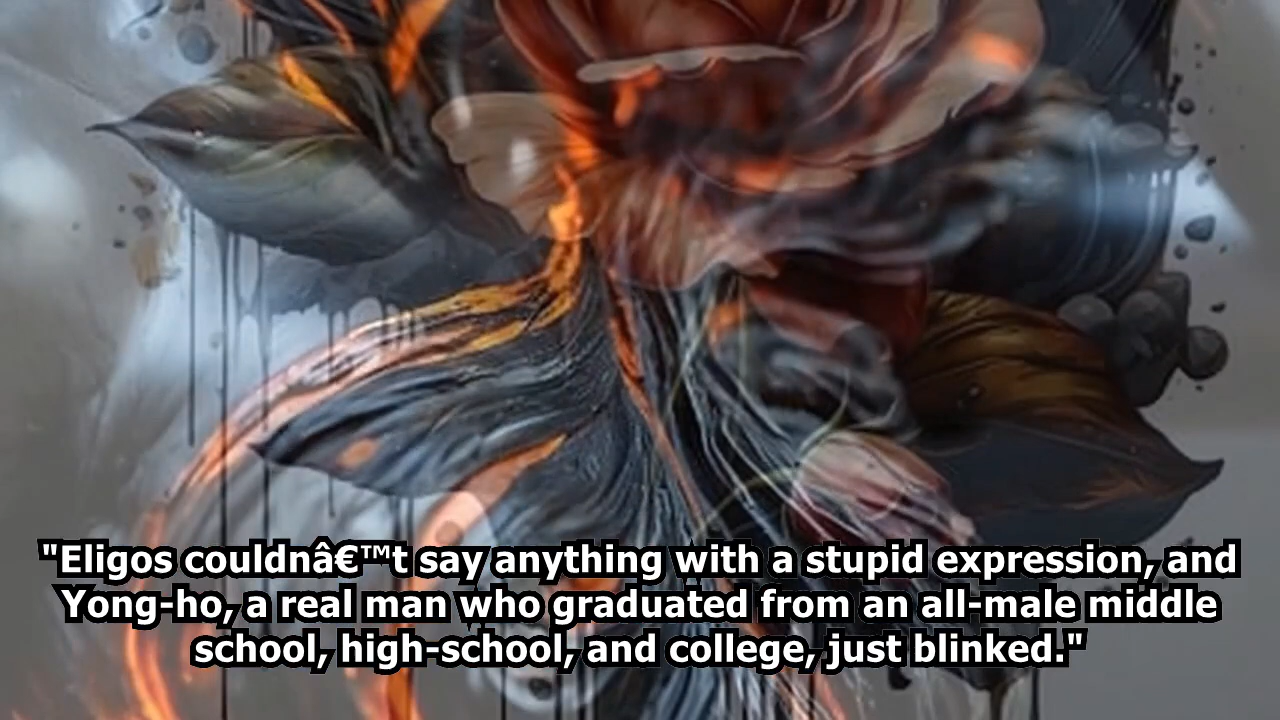 "Eligos couldnâ€™t say anything with a stupid expression, and
Yong-ho, a real man who graduated from an all-male middle
school, high-school, and college, just blinked."